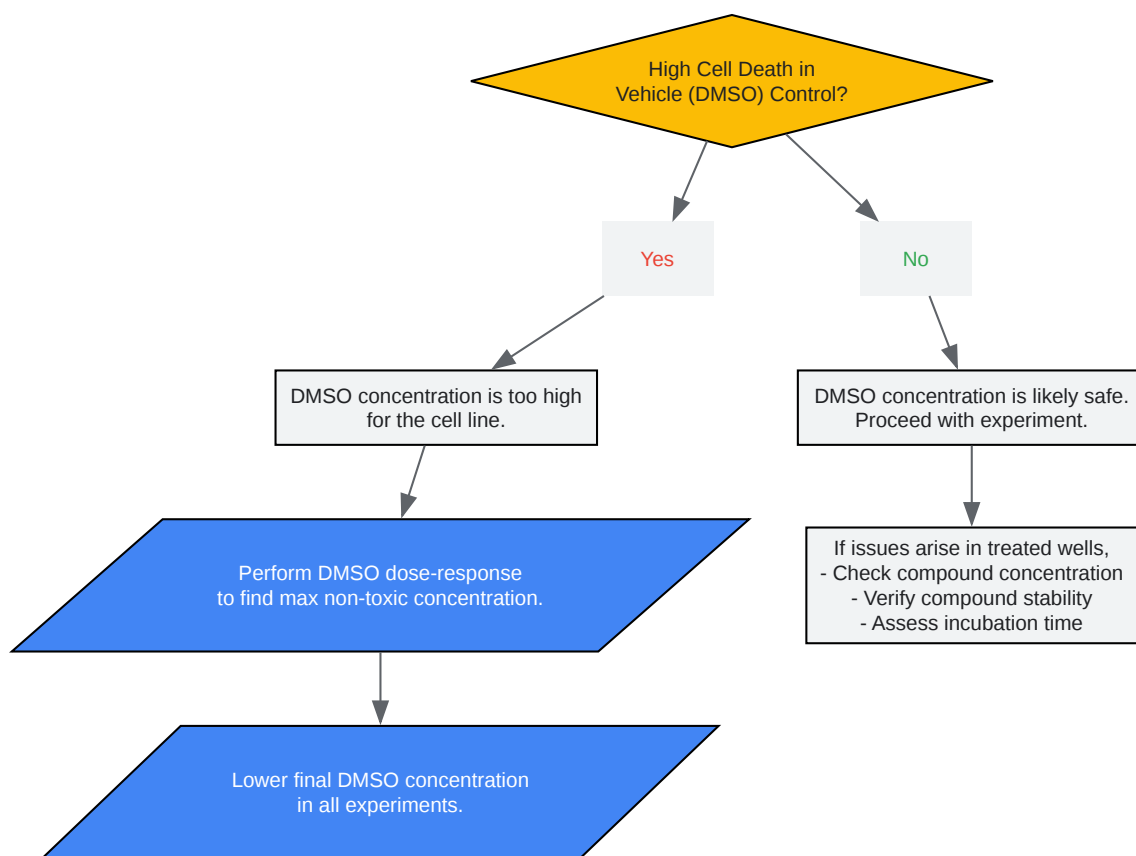 High Cell Death in
Vehicle (DMSO) Control?
Yes
No
DMSO concentration is too high
for the cell line.
DMSO concentration is likely safe.
Proceed with experiment.
Perform DMSO dose-response
to find max non-toxic concentration.
If issues arise in treated wells,
- Check compound concentration
- Verify compound stability
- Assess incubation time
Lower final DMSO concentration
in all experiments.